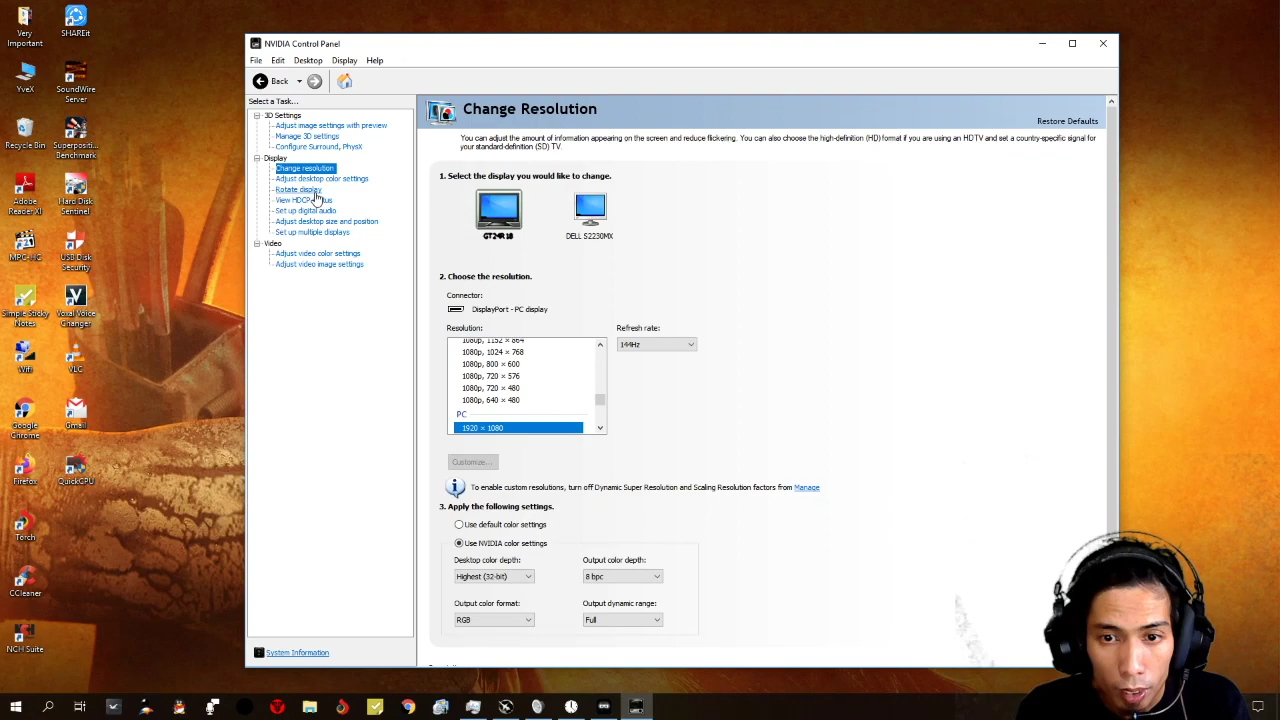 Very
Important
SHAREit
YveX
SoundWire
Server
Recycle Bin
Superpositi...
Benchmark
Adobe
Reader XI
Hard Disk
Sentinel
MPC-HC
USB Disk
Security
Simple Sticky
Notes
Voxal Voice
Changer
Wifi
VLC
Google
Chrome
Gmail
Firefox
QuickGPU
Torch
CCleaner
NCH Suite
NVIDIA Control Panel
File Edit Desktop Display Help
Back
Select a Task...
3D Settings
Adjust image settings with preview
Manage 3D settings
Configure Surround, PhysX
Display
Change resolution
Adjust desktop color settings
Rotate display
View HDCP tus
Set up digital audio
Adjust desktop size and position
Set up multiple displays
Video
Adjust video color settings
Adjust video image settings
System Information
Change Resolution
Restore Defaults
You can adjust the amount of information appearing on the screen and reduce flickering. You can also choose the high-definition (HD) format if you are using an HDTV and set a country-specific signal for
your standard-definition (SD) TV.
1. Select the display you would like to change.
GT24R18
DELL S2230MX
2. Choose the resolution.
Connector:
DisplayPort - PC display
Resolution:
Refresh rate:
144Hz
1080p, 1152 × 864
1080p, 1024 × 768
1080p, 800 × 600
1080p, 720 × 576
1080p, 720 × 480
1080p, 640 × 480
PC
1920 × 1080
Customize...
To enable custom resolutions, turn off Dynamic Super Resolution and Scaling Resolution factors from Manage
3. Apply the following settings.
Use default color settings
Use NVIDIA color settings
Desktop color depth:
Output color depth:
Highest (32-bit)
8 bpc
Output color format:
Output dynamic range:
RGB
Full